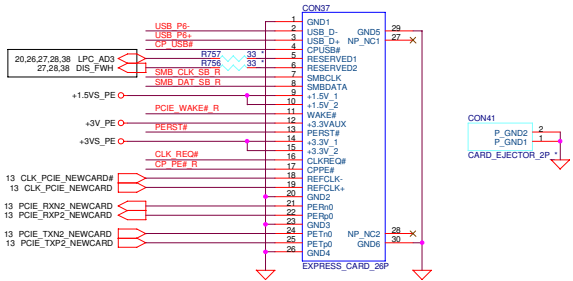 CON37
1 GND1
USB_P6- 2 USB_D- GND5 29
USB_P6+ 3 USB_D+ NP_NC1 27
CP_USB# 4 CPUSB#
20,26,27,28,38 LPC_AD3 R757 33 * 5 RESERVED1
27,28,38 DIS_FWH R756 33 * 6 RESERVED2
SMB_CLK_SB_R 7 SMBCLK
SMB_DAT_SB_R 8 SMBDATA
+1.5VS_PE 9 +1.5V_1
10 +1.5V_2
PCIE_WAKE#_R 11 WAKE#
+3V_PE 12 +3.3VAUX
PERST# 13 PERST#
+3VS_PE 14 +3.3V_1
15 +3.3V_2
CLK_REQ# 16 CLKREQ#
CP_PE#_R 17 CPPE#
13 CLK_PCIE_NEWCARD# 18 REFCLK-
13 CLK_PCIE_NEWCARD 19 REFCLK+
20 GND2
13 PCIE_RXN2_NEWCARD 21 PERn0
13 PCIE_RXP2_NEWCARD 22 PERp0
23 GND3
13 PCIE_TXN2_NEWCARD 24 PETn0 NP_NC2 28
13 PCIE_TXP2_NEWCARD 25 PETp0 GND6 30
26 GND4
EXPRESS_CARD_26P
CON41
P_GND2 2
P_GND1 1
CARD_EJECTOR_2P *